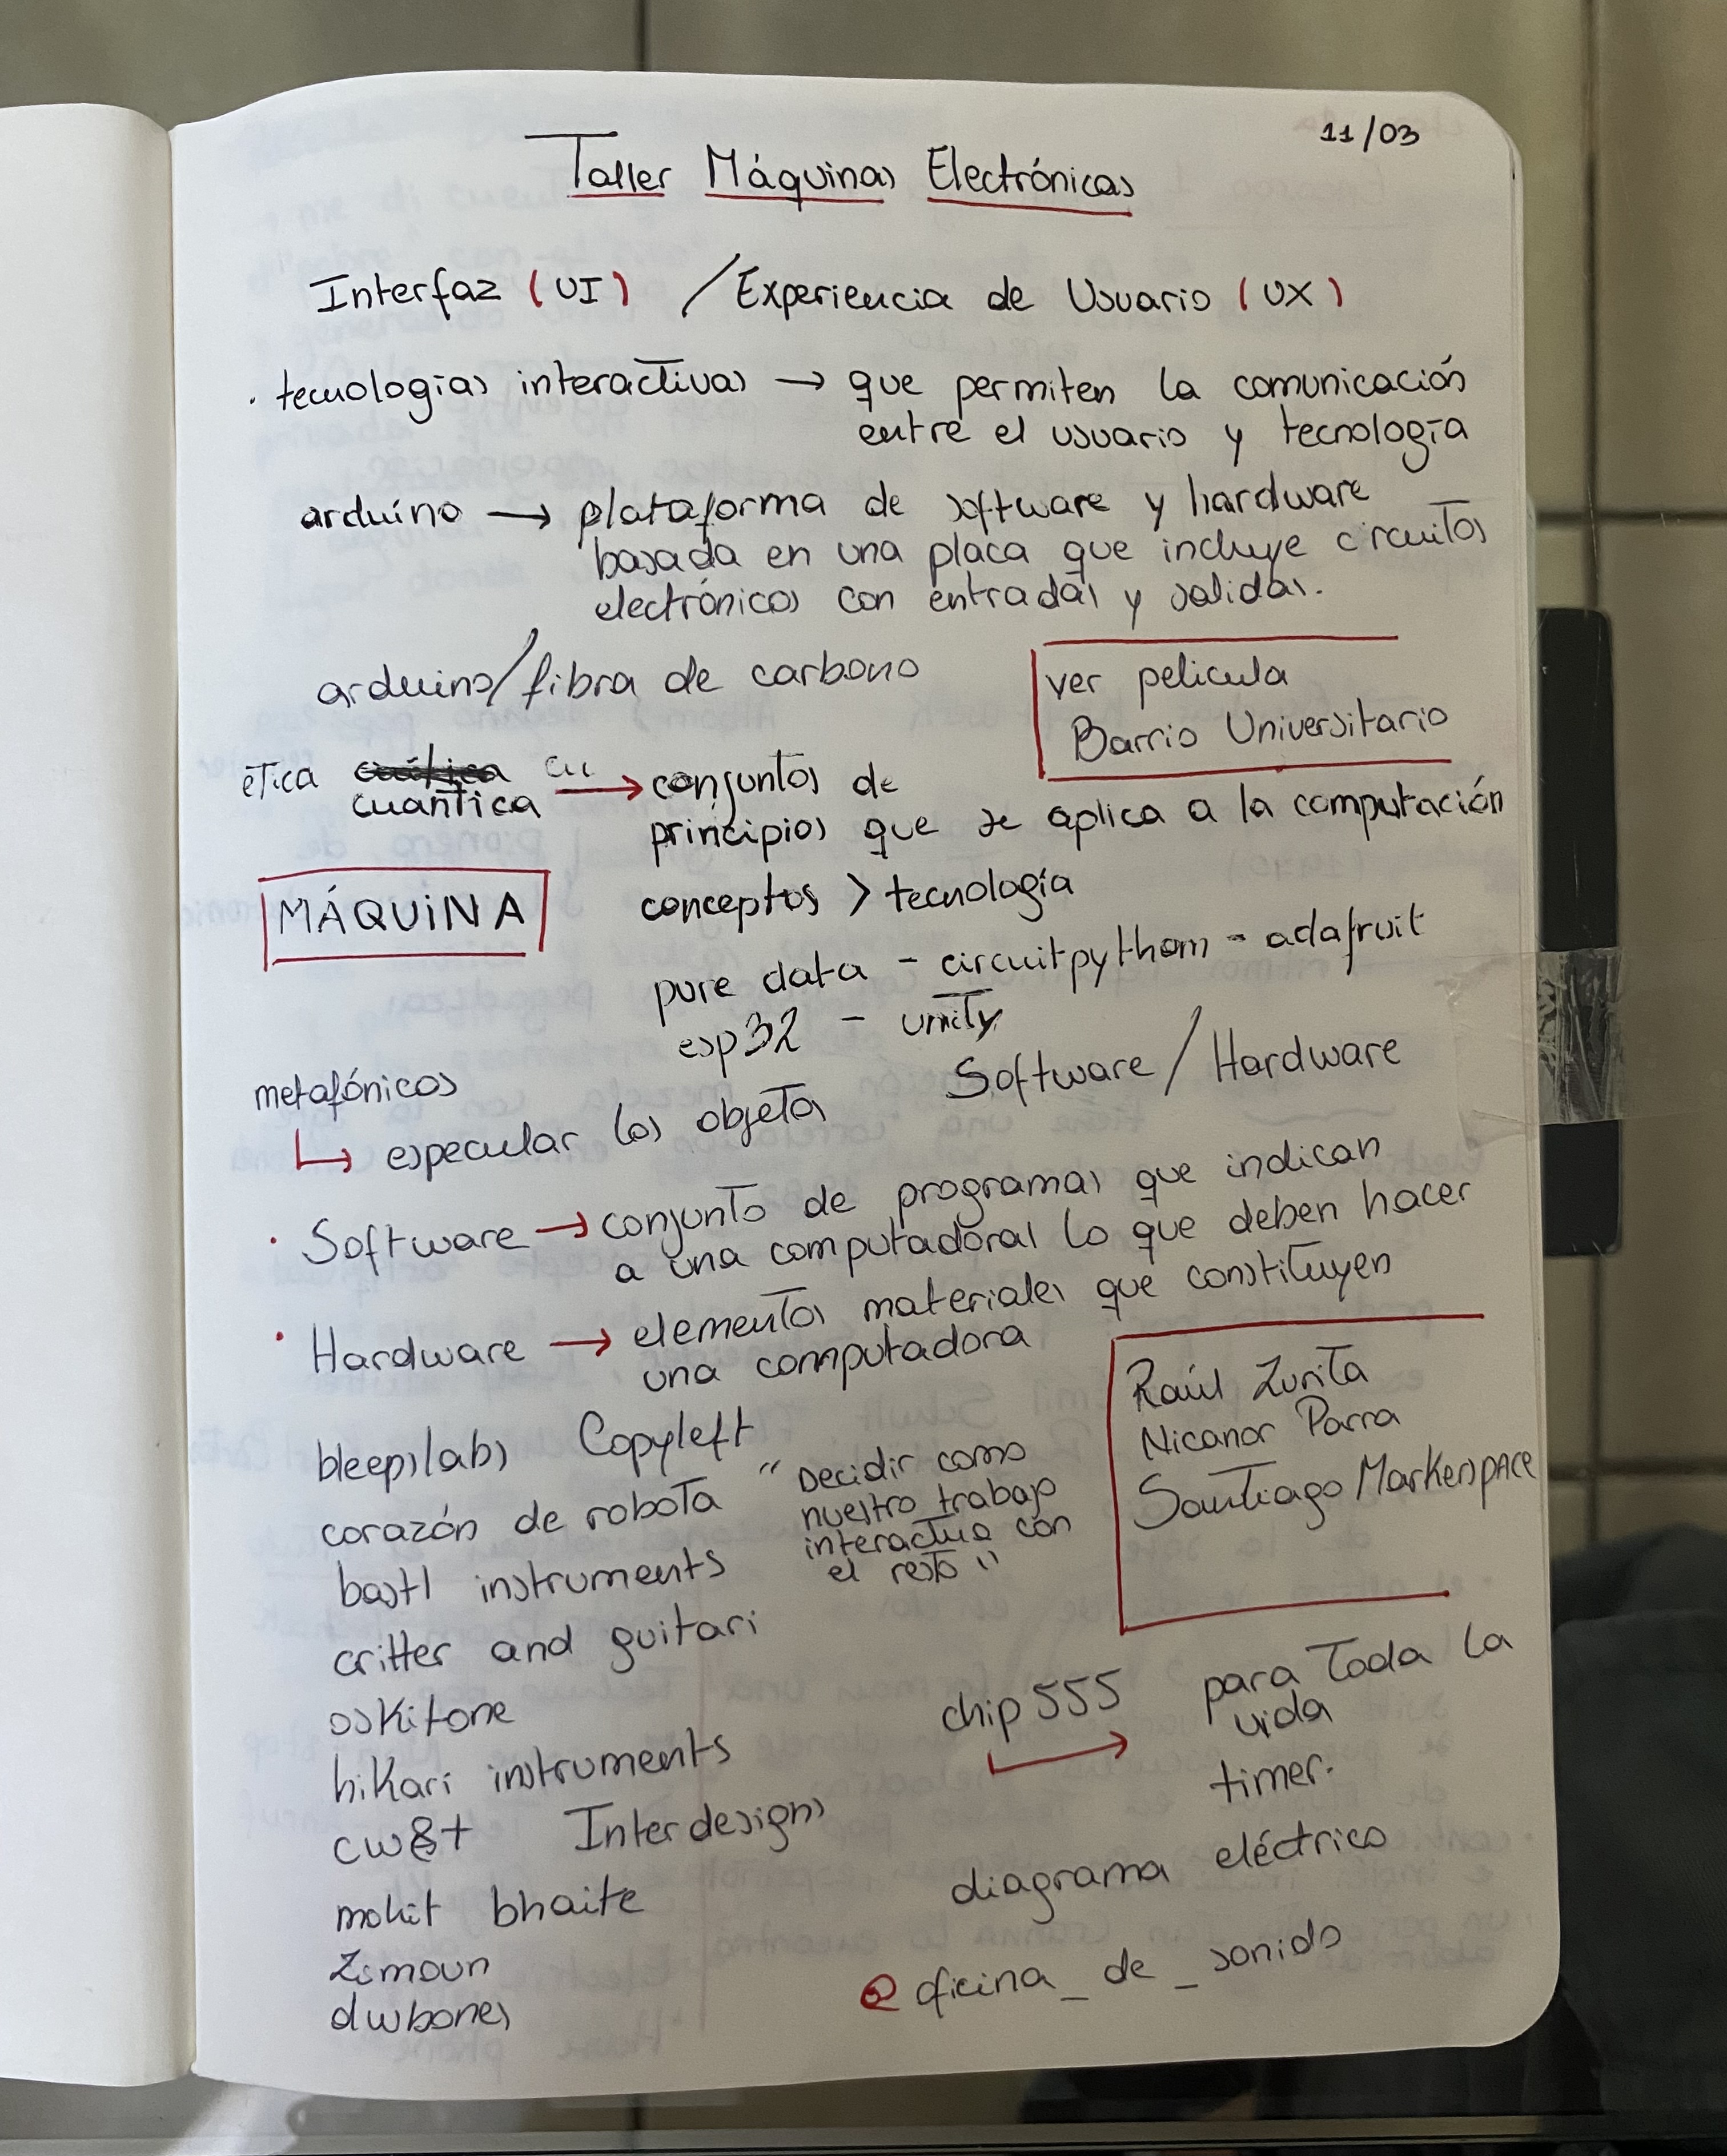 11/03
Taller Máquinas Electrónicas
Interfaz (UI) / Experiencia de Usuario (UX)
· tecnologías interactivas → que permiten la comunicación
entre el usuario y tecnología
arduino → plataforma de software y hardware
basada en una placa que incluye circuitos
electrónicos con entradas y salidas.
arduino/fibra de carbono
ver pelicula
Barrio Universitario
ética
cuantica → conjuntos de
principios que se aplica a la computación
MÁQUINA
conceptos > tecnología
pure data - circuitpythom - adafruit
esp32 - unity
Software / Hardware
metafónicos
↳ especular los objetos
· Software → conjunto de programas que indican
a una computadoras lo que deben hacer
· Hardware → elementos materiales que constituyen
una computadora
Raúl Zurita
Nicanor Parra
Santiago MarkerspAce
bleepslabs Copyleft
corazón de robota
"Decidir como
nuestro trabajo
interactua con
el resto"
bastl instruments
critter and guitari
oskitone
hikari instruments
cw&t Interdesigns
mohit bhaite
Zimoun
dwbones
chip 555 → para toda la
vida
timer.
diagrama eléctrico
@oficina_de_sonido